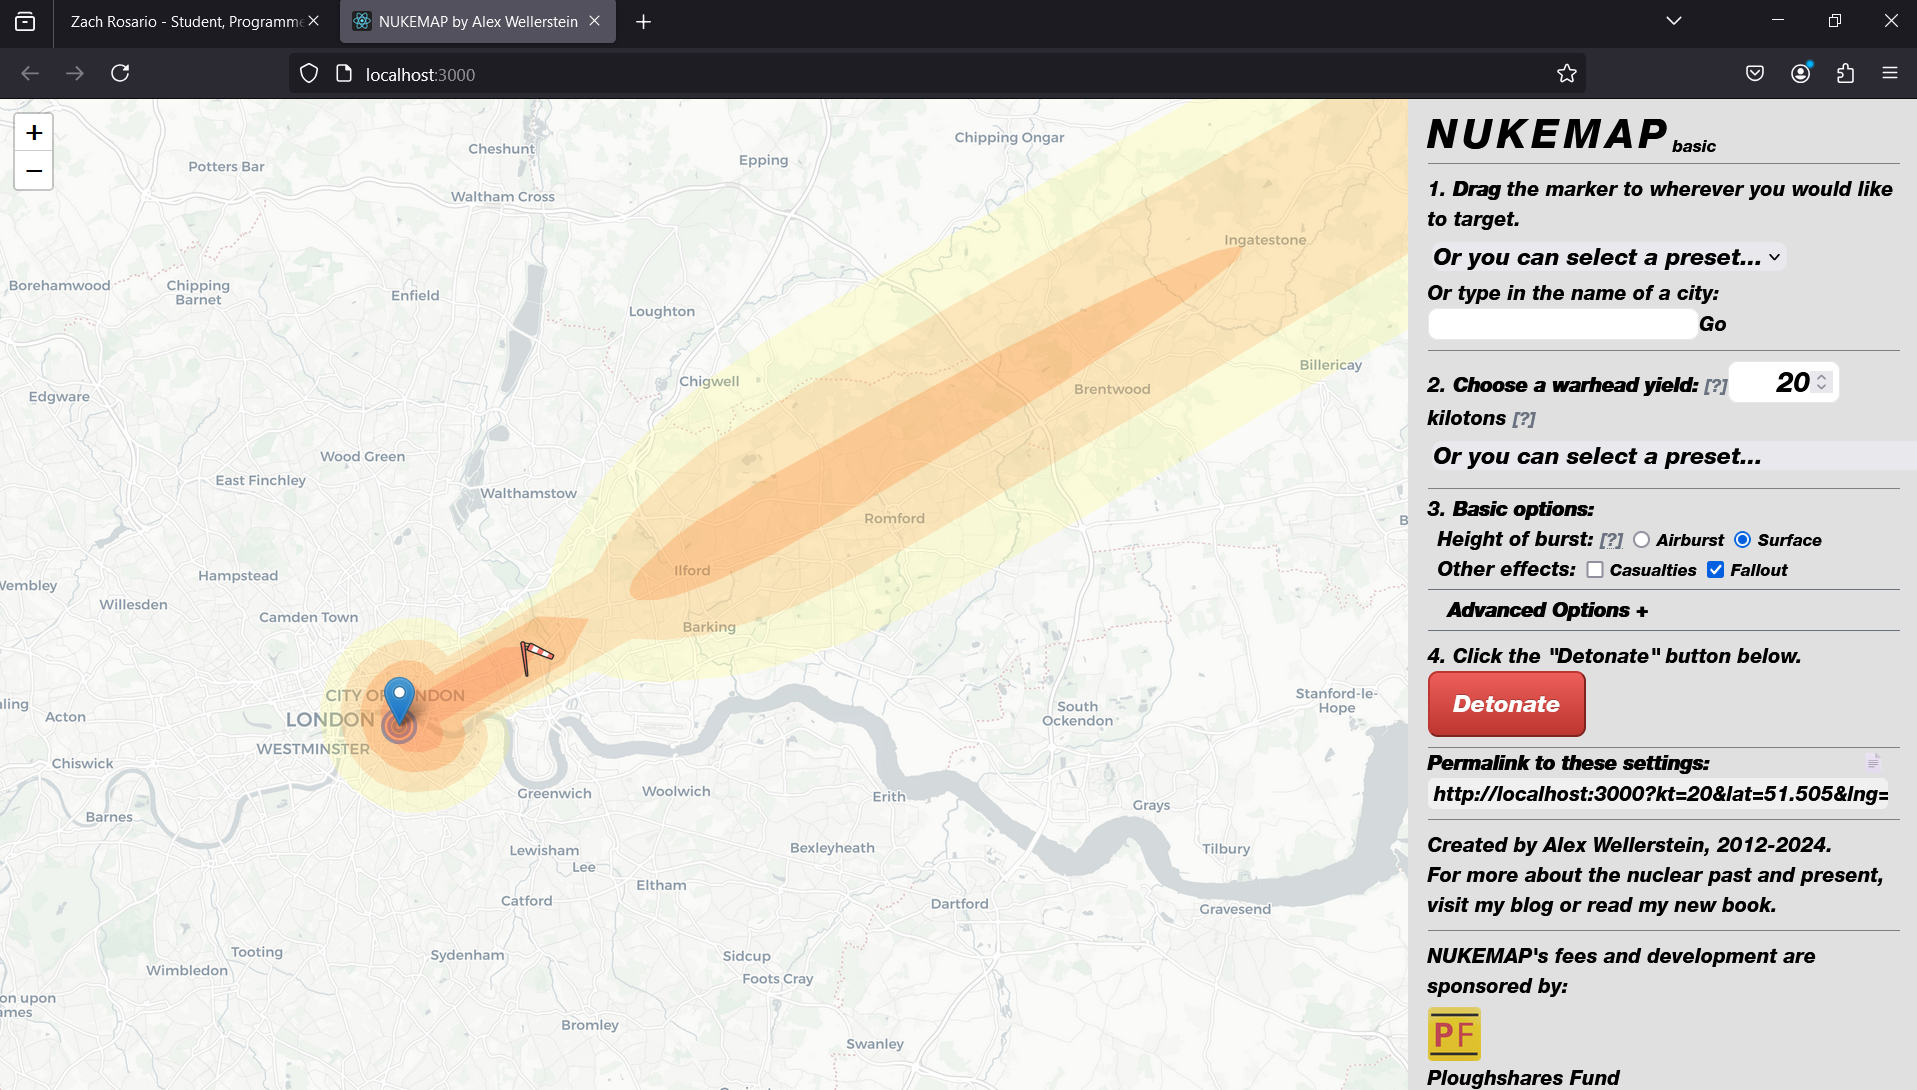 Zach Rosario - Student, Programme
NUKEMAP by Alex Wellerstein
localhost:3000
+
−
Chipping Ongar
Cheshunt
Epping
Potters Bar
Waltham Cross
Ingatestone
Borehamwood
Chipping
Barnet
Enfield
Loughton
Billericay
Chigwell
Brentwood
Edgware
Wood Green
East Finchley
Walthamstow
Romford
B
Ilford
Hampstead
Wembley
Willesden
Camden Town
Barking
CITY OF LONDON
LONDON
WESTMINSTER
Stanford-le-
Hope
South
Ockendon
aling
Acton
Chiswick
Greenwich
Woolwich
Erith
Grays
Barnes
Lewisham
Lee
Bexleyheath
Tilbury
Eltham
Catford
Dartford
Gravesend
Tooting
Sydenham
Sidcup
Wimbledon
Foots Cray
on upon
ames
Bromley
Swanley
NUKEMAP basic
1. Drag the marker to wherever you would like
to target.
Or you can select a preset...
Or type in the name of a city:
Go
2. Choose a warhead yield: [?] 20
kilotons [?]
Or you can select a preset...
3. Basic options:
Height of burst: [?] Airburst Surface
Other effects: Casualties Fallout
Advanced Options +
4. Click the "Detonate" button below.
Detonate
Permalink to these settings:
http://localhost:3000?kt=20&lat=51.505&lng=
Created by Alex Wellerstein, 2012-2024.
For more about the nuclear past and present,
visit my blog or read my new book.
NUKEMAP's fees and development are
sponsored by:
PF
Ploughshares Fund